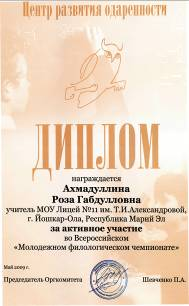 Центр развития одаренности
ДИПЛОМ
награждается
Ахмадуллина
Роза Габдулловна
учитель МОУ Лицей №11 им. Т.И.Александровой,
г. Йошкар-Ола, Республика Марий Эл
за активное участие
во Всероссийском
«Молодежном филологическом чемпионате»
Май 2009 г.
Председатель Оргкомитета Шевченко П.А.